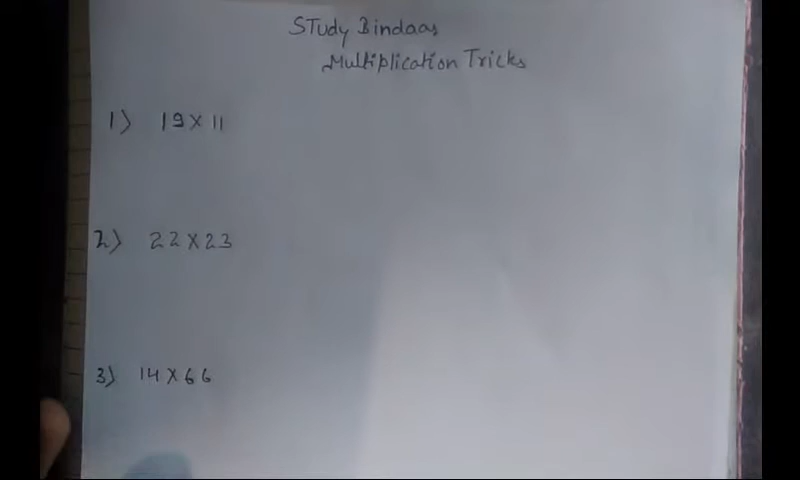 STudy Bindaas
Multiplication Tricks
1) 19 X 11
2) 22 X 23
3) 14 X 66